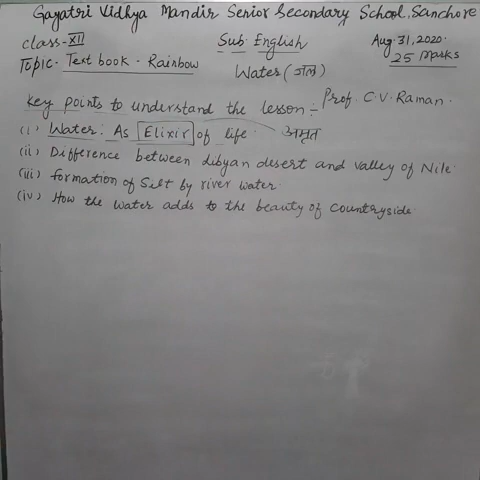 Gayatri Vidhya Mandir Senior Secondary School, Sanchore
Class - XII Sub: English Aug. 31, 2020
Topic - Text book - Rainbow 25 Marks
Water (जल)
Key points to understand the lesson:- Prof. C.V. Raman.
(i) Water: As Elixir of life. अमृत
(ii) Difference between dibyan desert and valley of Nile.
(iii) formation of Silt by river water.
(iv) How the water adds to the beauty of Countryside.